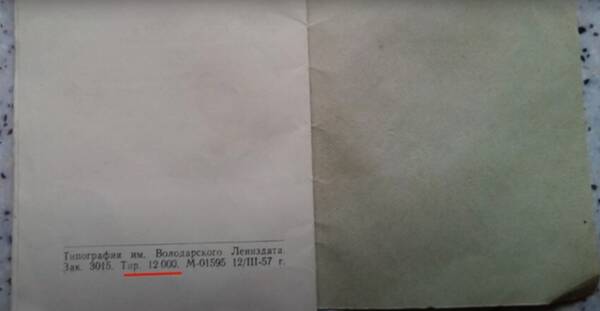 Типография им. Володарского Лениздата.
Зак. 3015. Тир. 12 000. М-01595 12/III-57 г.